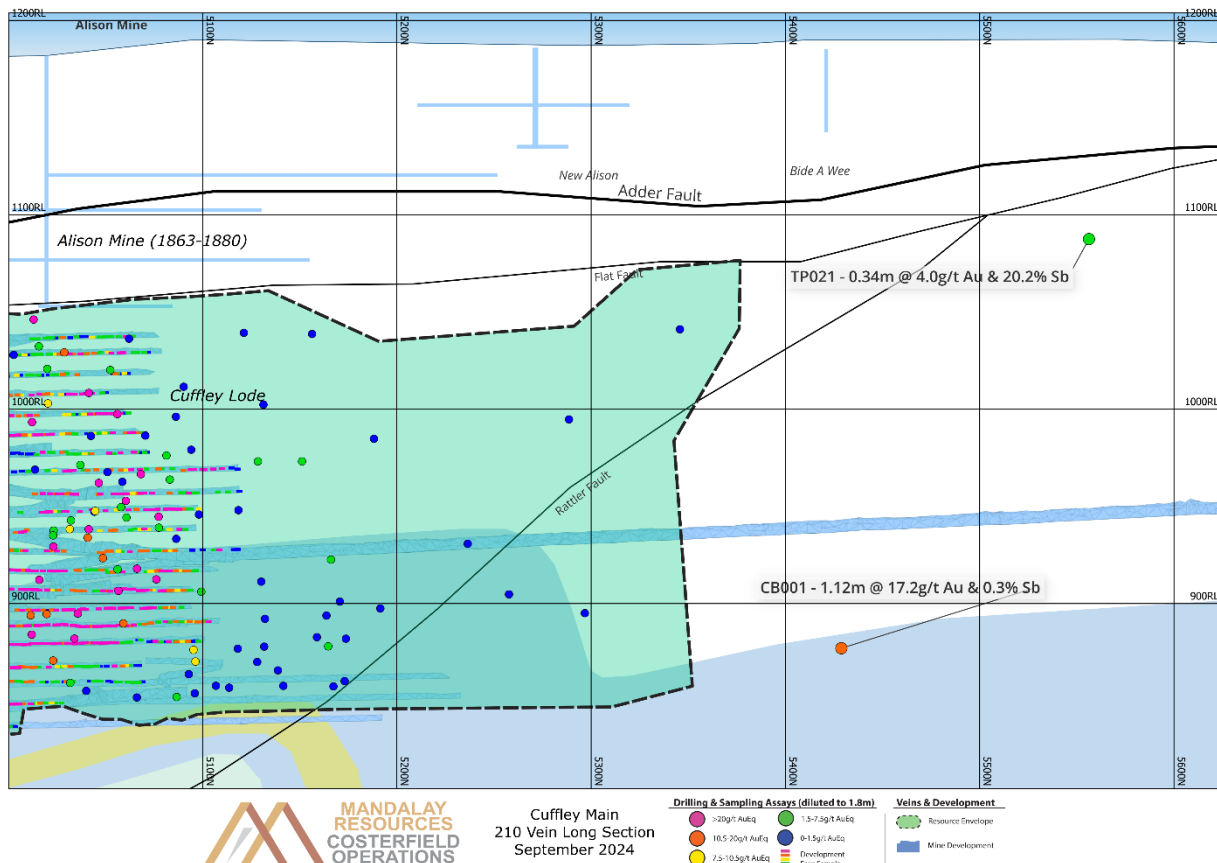 1200RL
Alison Mine
5100N
5200N
5300N
5400N
5500N
5600N
1200RL
New Alison
Bide A Wee
Adder Fault
1100RL
1100RL
Alison Mine (1863-1880)
Flat Fault
TP021 - 0.34m @ 4.0g/t Au & 20.2% Sb
Cuffley Lode
1000RL
1000RL
Rattler Fault
CB001 - 1.12m @ 17.2g/t Au & 0.3% Sb
900RL
900RL
5100N
5200N
5300N
5400N
5500N
5600N
MANDALAY
RESOURCES
COSTERFIELD
OPERATIONS
Cuffley Main
210 Vein Long Section
September 2024
Drilling & Sampling Assays (diluted to 1.8m)
>20g/t AuEq
1.5-7.5g/t AuEq
10.5-20g/t AuEq
0-1.5g/t AuEq
7.5-10.5g/t AuEq
Development
Veins & Development
Resource Envelope
Mine Development